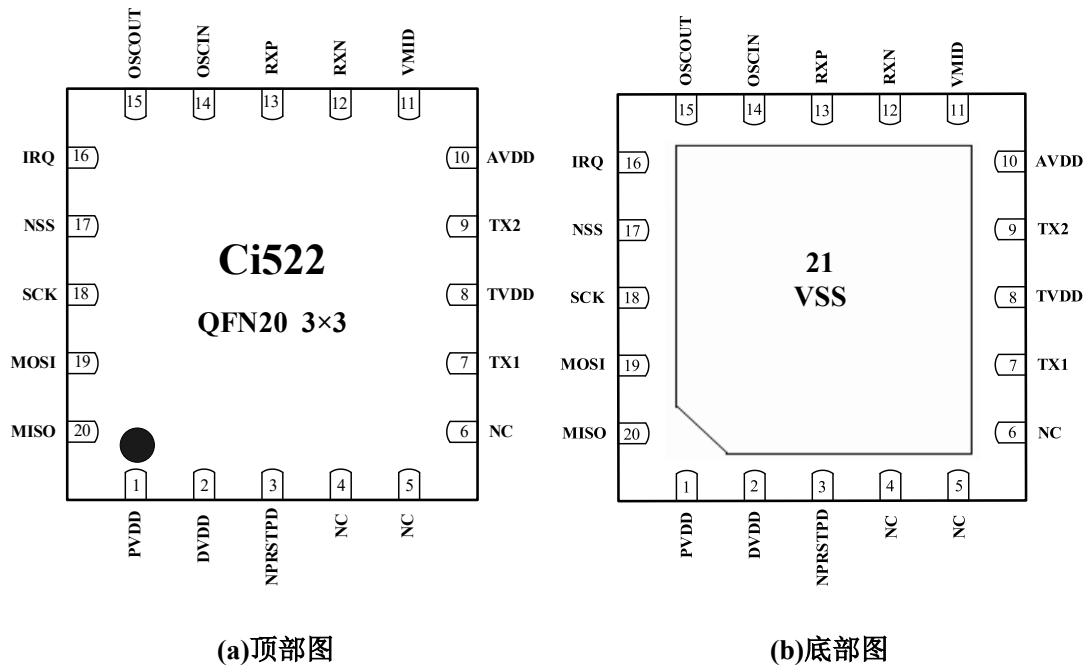 OSCOUT OSCIN RXP RXN VMID
15 14 13 12 11
IRQ 16 10 AVDD
NSS 17 9 TX2
Ci522
SCK 18 8 TVDD
QFN20 3×3
MOSI 19 7 TX1
MISO 20 6 NC
1 2 3 4 5
PVDD DVDD NPRSTPD NC NC
(a)顶部图
OSCOUT OSCIN RXP RXN VMID
15 14 13 12 11
IRQ 16 10 AVDD
NSS 17 9 TX2
21
VSS
SCK 18 8 TVDD
MOSI 19 7 TX1
MISO 20 6 NC
1 2 3 4 5
PVDD DVDD NPRSTPD NC NC
(b)底部图